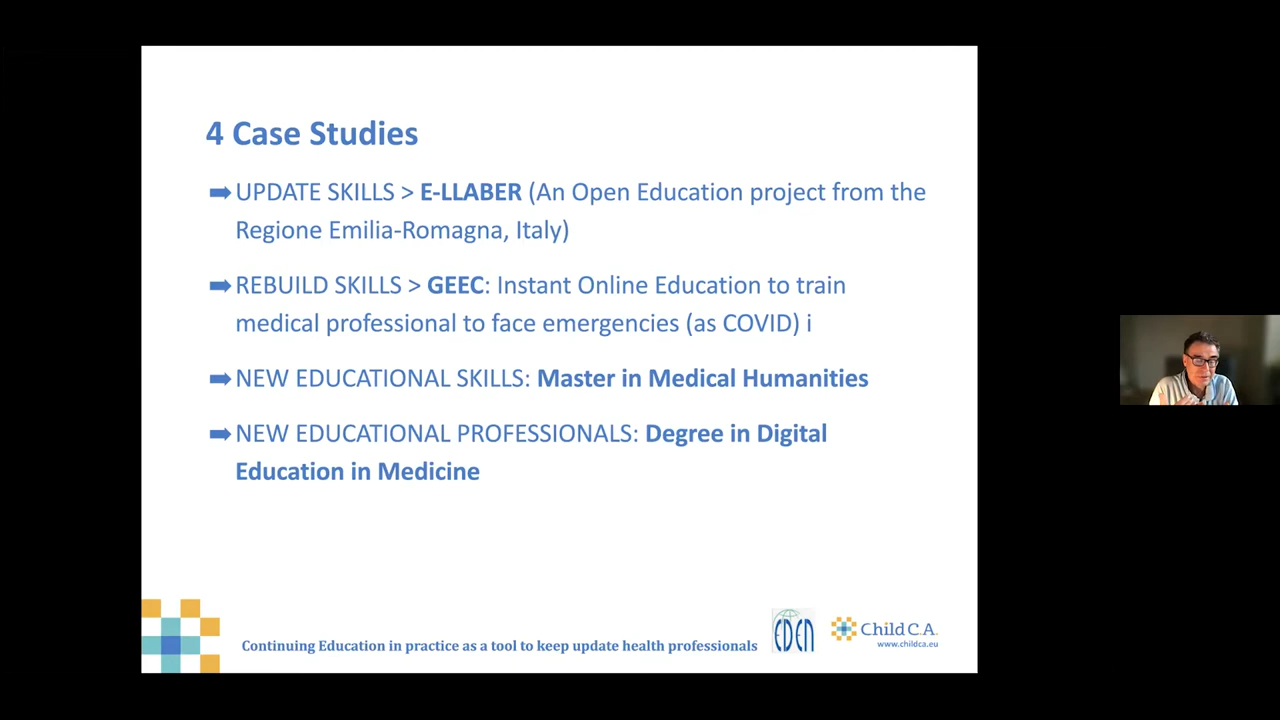 4 Case Studies
➡UPDATE SKILLS > E-LLABER (An Open Education project from the
Regione Emilia-Romagna, Italy)
➡REBUILD SKILLS > GEEC: Instant Online Education to train
medical professional to face emergencies (as COVID) i
➡NEW EDUCATIONAL SKILLS: Master in Medical Humanities
➡NEW EDUCATIONAL PROFESSIONALS: Degree in Digital
Education in Medicine
Continuing Education in practice as a tool to keep update health professionals
EDEN
Child C.A.
www.childca.eu